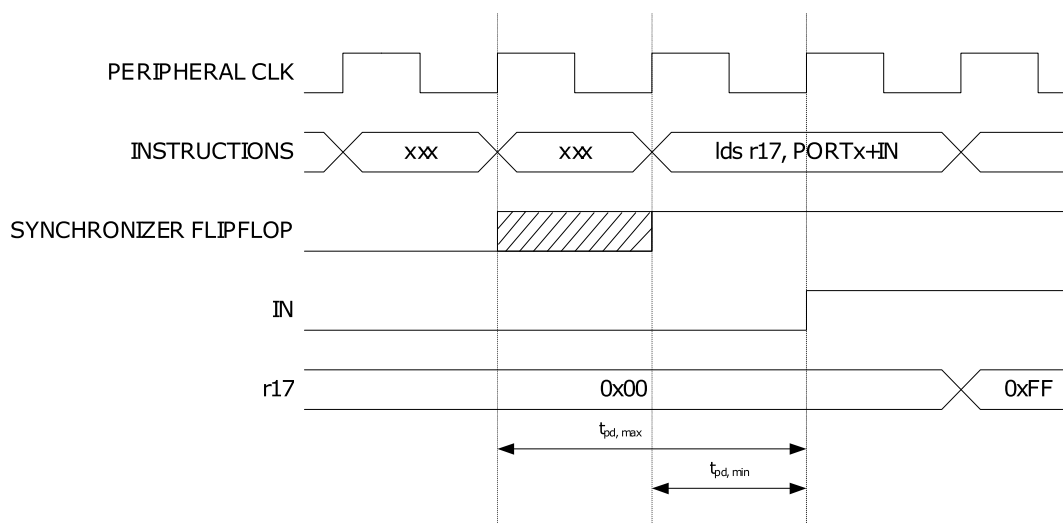 PERIPHERAL CLK
INSTRUCTIONS xxx xxx lds r17, PORTx+IN
SYNCHRONIZER FLIPFLOP
IN
r17 0x00 0xFF
tpd, max
tpd, min